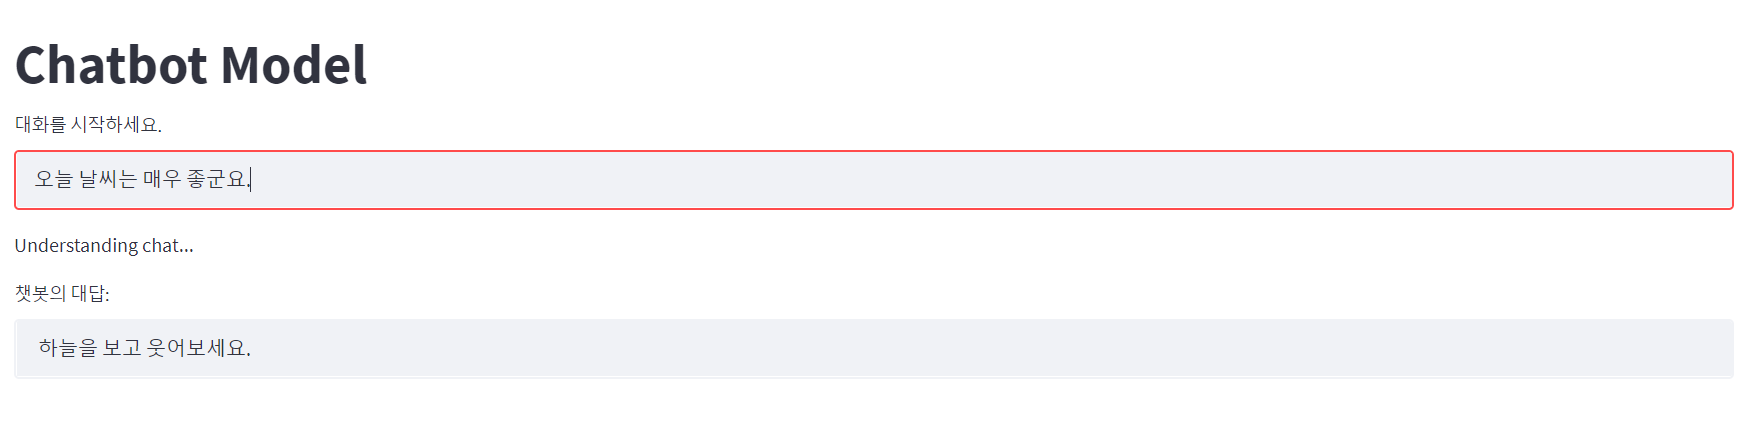 Chatbot Model
대화를 시작하세요.
오늘 날씨는 매우 좋군요.
Understanding chat...
챗봇의 대답:
하늘을 보고 웃어보세요.